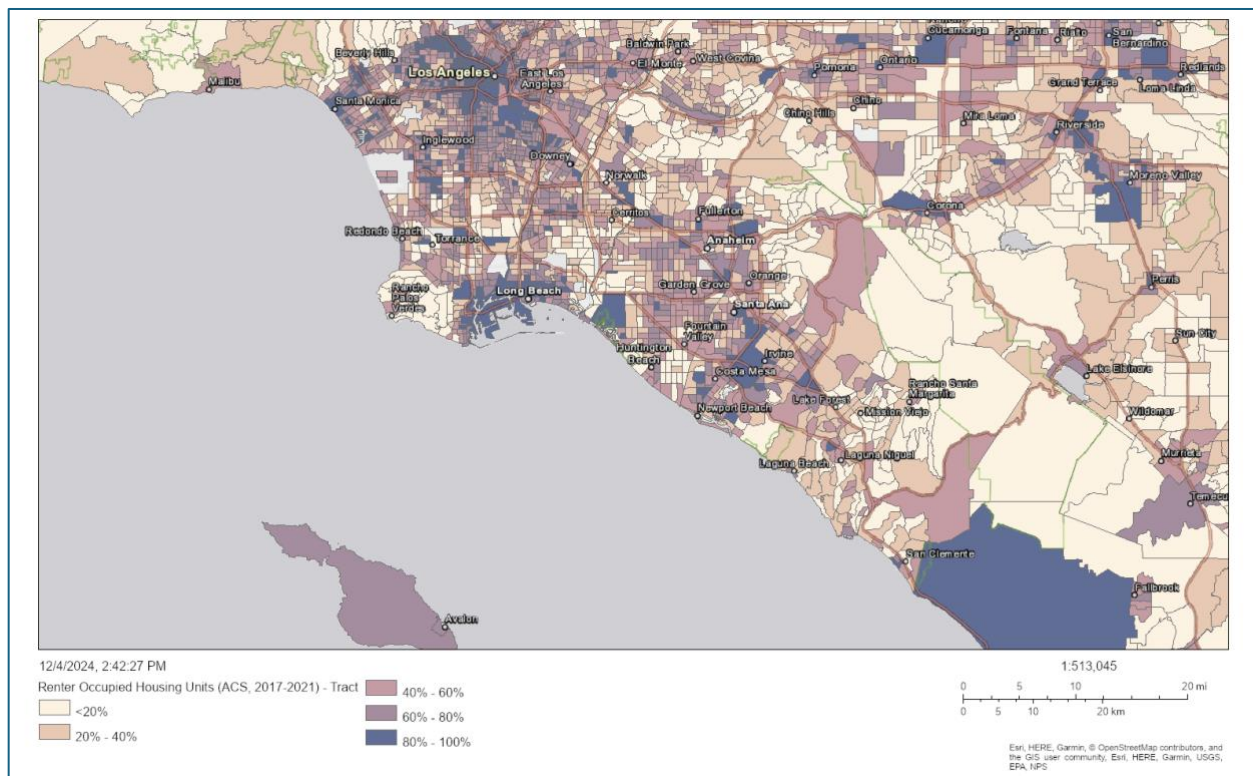 Cucamonga
Fontana
Rialto
San
Bernardino
Beverly Hills
Baldwin Park
West Covina
El Monte
Los Angeles
East Los
Angeles
Pomona
Ontario
Redlands
Grand Terrace
Loma Linda
Malibu
Santa Monica
Chino
Chino Hills
Mira Loma
Riverside
Inglewood
Downey
Norwalk
Moreno Valley
Cerritos
Fullerton
Corona
Redondo Beach
Torrance
Anaheim
Orange
Perris
Rancho
Palos
Verdes
Long Beach
Garden Grove
Santa Ana
Fountain
Valley
Huntington
Beach
Irvine
Sun City
Costa Mesa
Lake Elsinore
Rancho Santa
Margarita
Newport Beach
Lake Forest
Mission Viejo
Wildomar
Laguna Beach
Laguna Niguel
Murrieta
Temecu
San Clemente
Fallbrook
Avalon
12/4/2024, 2:42:27 PM
Renter Occupied Housing Units (ACS, 2017-2021) - Tract
<20%
20% - 40%
40% - 60%
60% - 80%
80% - 100%
1:513,045
0 5 10 20 mi
0 5 10 20 km
Esri, HERE, Garmin, © OpenStreetMap contributors, and
the GIS user community, Esri, HERE, Garmin, USGS,
EPA, NPS